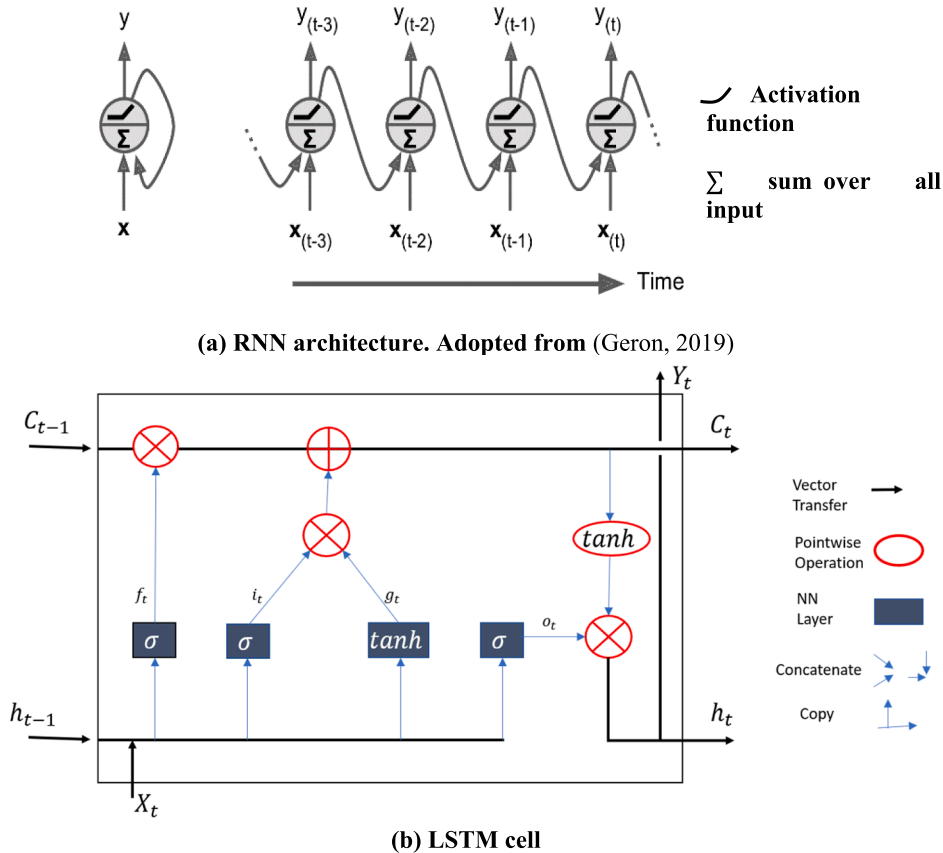 y
y(t-3) y(t-2) y(t-1) y(t)
Σ Σ Σ Σ Σ
x
x(t-3) x(t-2) x(t-1) x(t)
Time
Activation
function
∑ sum over all
input
(a) RNN architecture. Adopted from (Geron, 2019)
Yₜ
Cₜ₋₁
Cₜ
tanh
fₜ
iₜ
gₜ
oₜ
σ
σ
tanh
σ
hₜ₋₁
hₜ
Xₜ
Vector
Transfer
Pointwise
Operation
NN
Layer
Concatenate
Copy
(b) LSTM cell